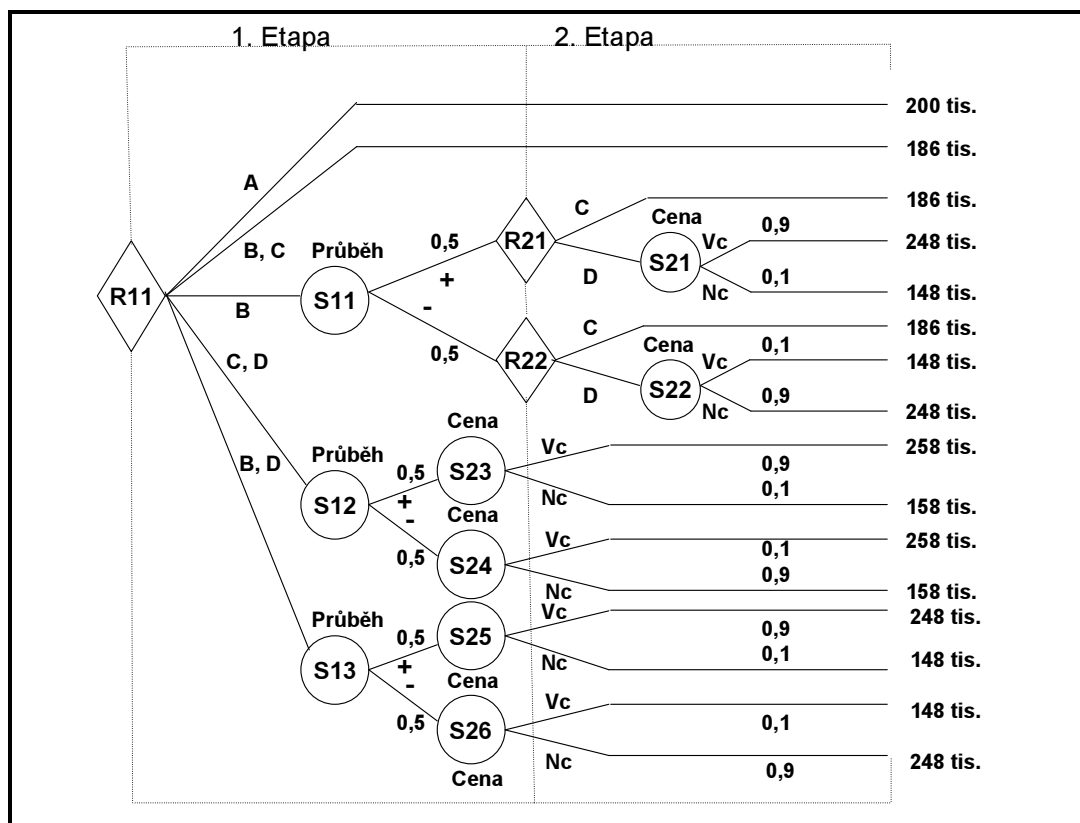 1. Etapa 2. Etapa
200 tis.
186 tis.
A
C 186 tis.
Cena 0,9
B, C Průběh 0,5 R21 Vc 248 tis.
+ S21
D 0,1
R11 S11 Nc 148 tis.
B -
C 186 tis.
Cena 0,1
0,5 R22 Vc 148 tis.
C, D S22 0,9
D Nc 248 tis.
Cena
Vc 258 tis.
B, D Průběh 0,5 S23 0,9
+ Nc 0,1
S12 158 tis.
- Cena
Vc 258 tis.
0,5 S24 0,1
0,9
Nc 158 tis.
Průběh Vc 248 tis.
0,5 S25 0,9
+ Nc 0,1
S13 148 tis.
- Cena
Vc 148 tis.
0,5 S26 0,1
Nc 248 tis.
Cena 0,9